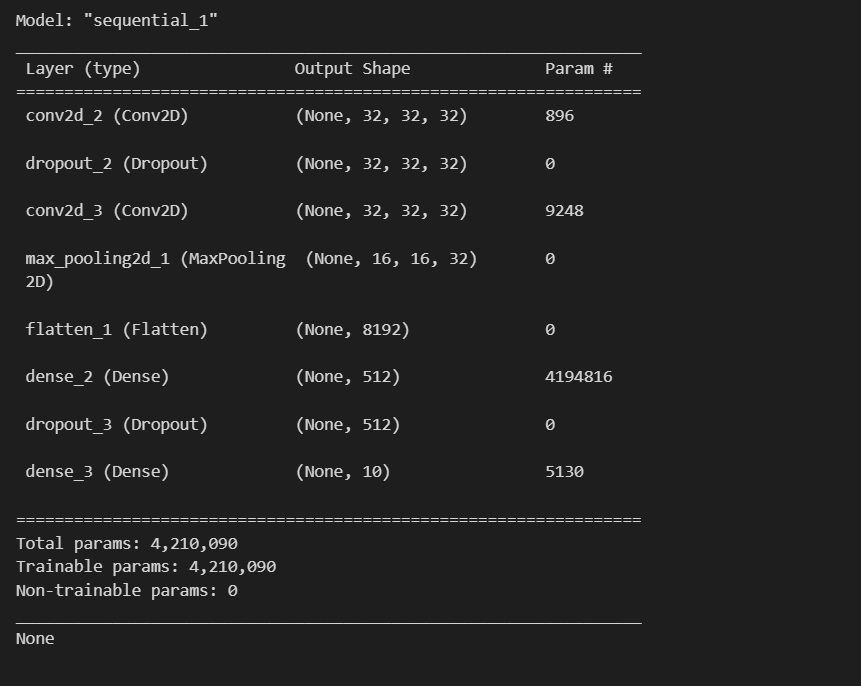 Model: "sequential_1"
_________________________________________________________________
Layer (type)                Output Shape              Param #
=================================================================
conv2d_2 (Conv2D)           (None, 32, 32, 32)        896
dropout_2 (Dropout)         (None, 32, 32, 32)        0
conv2d_3 (Conv2D)           (None, 32, 32, 32)        9248
max_pooling2d_1 (MaxPooling  (None, 16, 16, 32)       0
2D)
flatten_1 (Flatten)         (None, 8192)              0
dense_2 (Dense)             (None, 512)               4194816
dropout_3 (Dropout)         (None, 512)               0
dense_3 (Dense)             (None, 10)                5130
=================================================================
Total params: 4,210,090
Trainable params: 4,210,090
Non-trainable params: 0
_________________________________________________________________
None